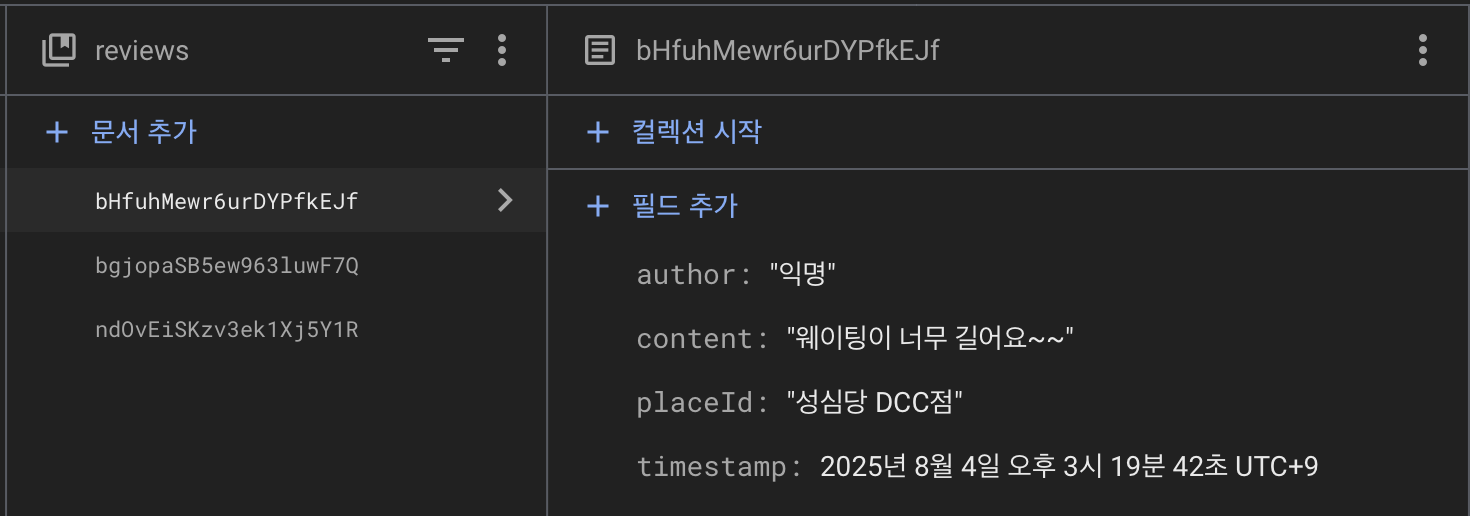 reviews
문서 추가
bHfuhMewr6urDYPfkEJf
bgjopaSB5ew963luwF7Q
ndOvEiSKzv3ek1Xj5Y1R
bHfuhMewr6urDYPfkEJf
컬렉션 시작
필드 추가
author: "익명"
content: "웨이팅이 너무 길어요~~"
placeId: "성심당 DCC점"
timestamp: 2025년 8월 4일 오후 3시 19분 42초 UTC+9